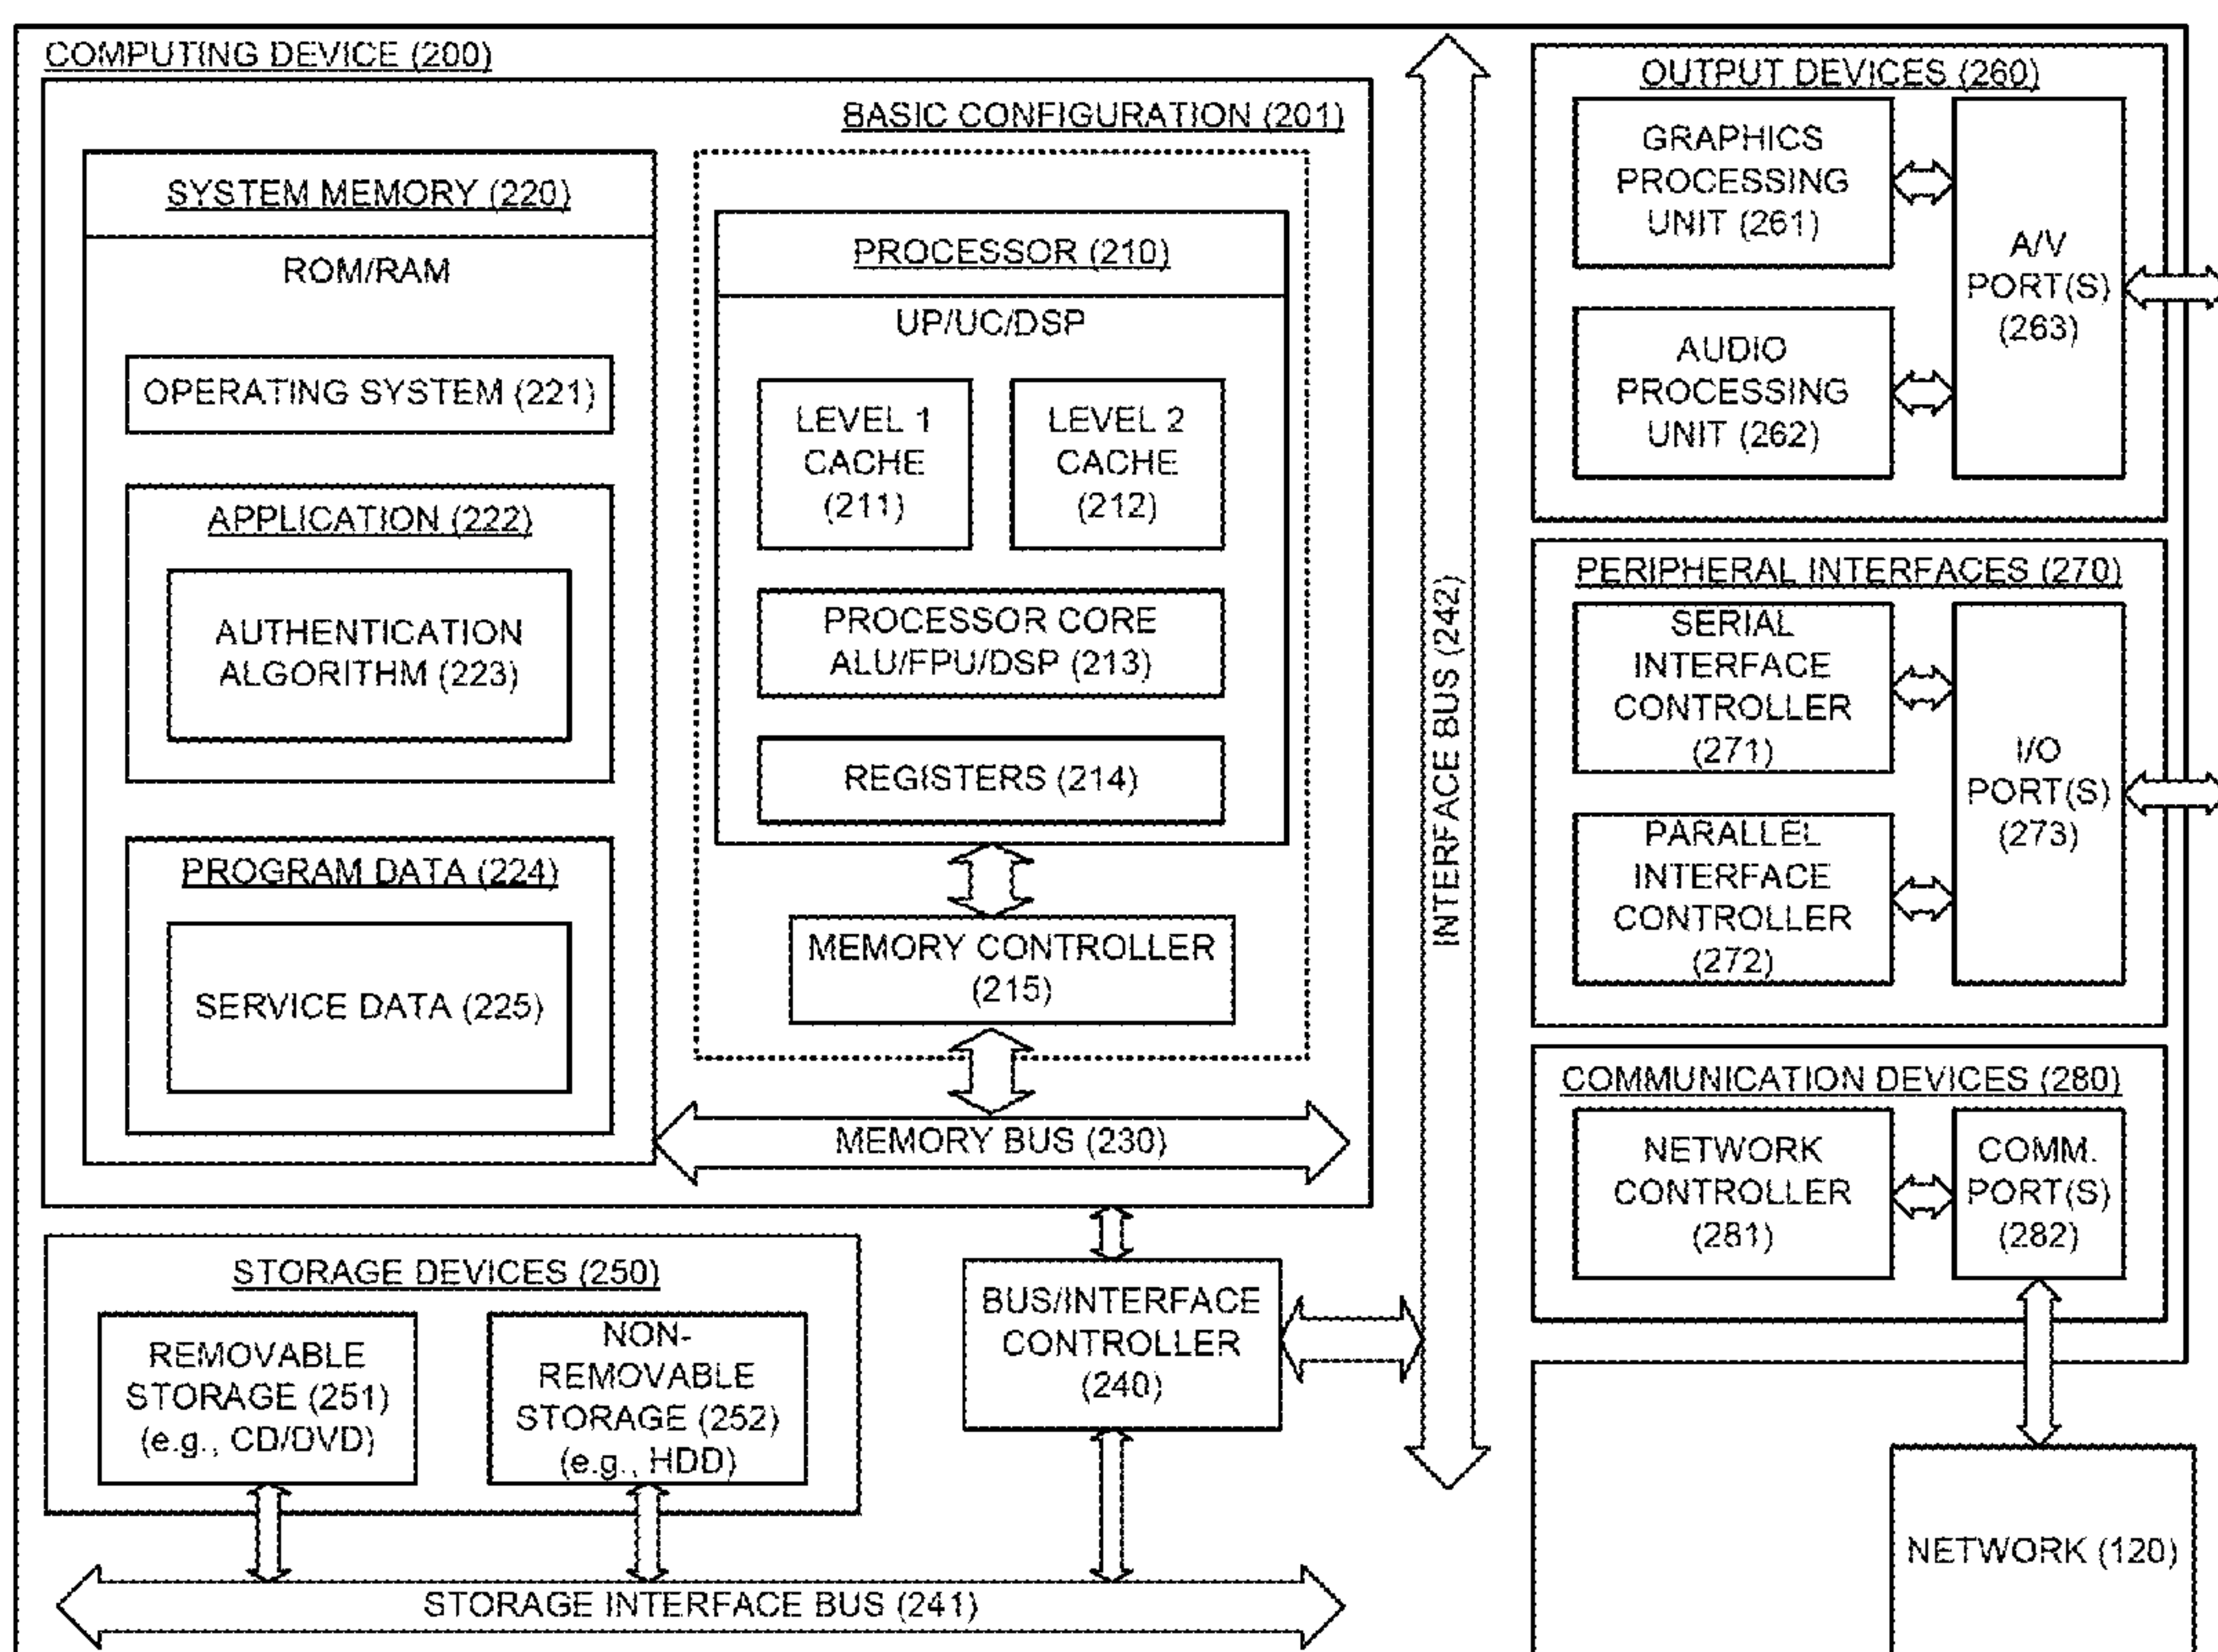 COMPUTING DEVICE (200)
BASIC CONFIGURATION (201)
SYSTEM MEMORY (220)
ROM/RAM
OPERATING SYSTEM (221)
APPLICATION (222)
AUTHENTICATION
ALGORITHM (223)
PROGRAM DATA (224)
SERVICE DATA (225)
PROCESSOR (210)
UP/UC/DSP
LEVEL 1
CACHE
(211)
LEVEL 2
CACHE
(212)
PROCESSOR CORE
ALU/FPU/DSP (213)
REGISTERS (214)
MEMORY CONTROLLER
(215)
MEMORY BUS (230)
STORAGE DEVICES (250)
REMOVABLE
STORAGE (251)
(e.g., CD/DVD)
NON-
REMOVABLE
STORAGE (252)
(e.g., HDD)
BUS/INTERFACE
CONTROLLER
(240)
STORAGE INTERFACE BUS (241)
INTERFACE BUS (242)
OUTPUT DEVICES (260)
GRAPHICS
PROCESSING
UNIT (261)
AUDIO
PROCESSING
UNIT (262)
A/V
PORT(S)
(263)
PERIPHERAL INTERFACES (270)
SERIAL
INTERFACE
CONTROLLER
(271)
PARALLEL
INTERFACE
CONTROLLER
(272)
I/O
PORT(S)
(273)
COMMUNICATION DEVICES (280)
NETWORK
CONTROLLER
(281)
COMM.
PORT(S)
(282)
NETWORK (120)